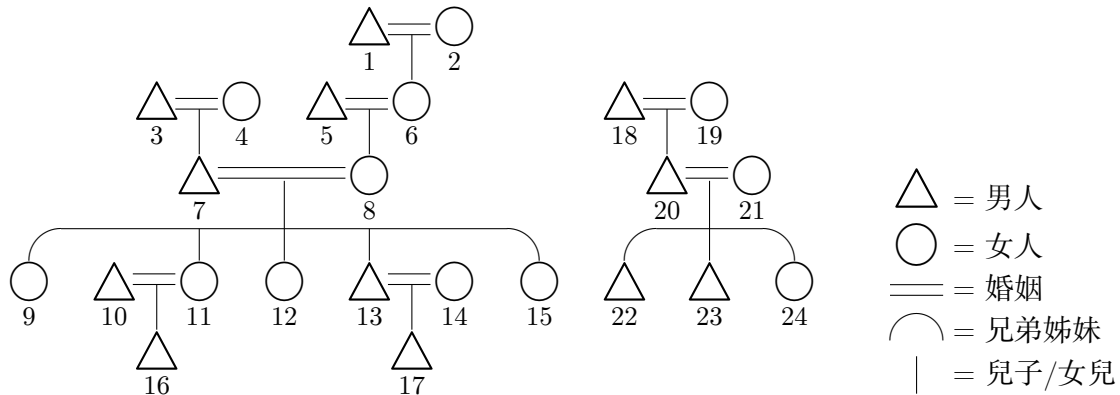 1 2
3 4 5 6 18 19
7 8 20 21
9 10 11 12 13 14 15 22 23 24
16 17
= 男人
= 女人
= 婚姻
= 兄弟姊妹
= 兒子/女兒